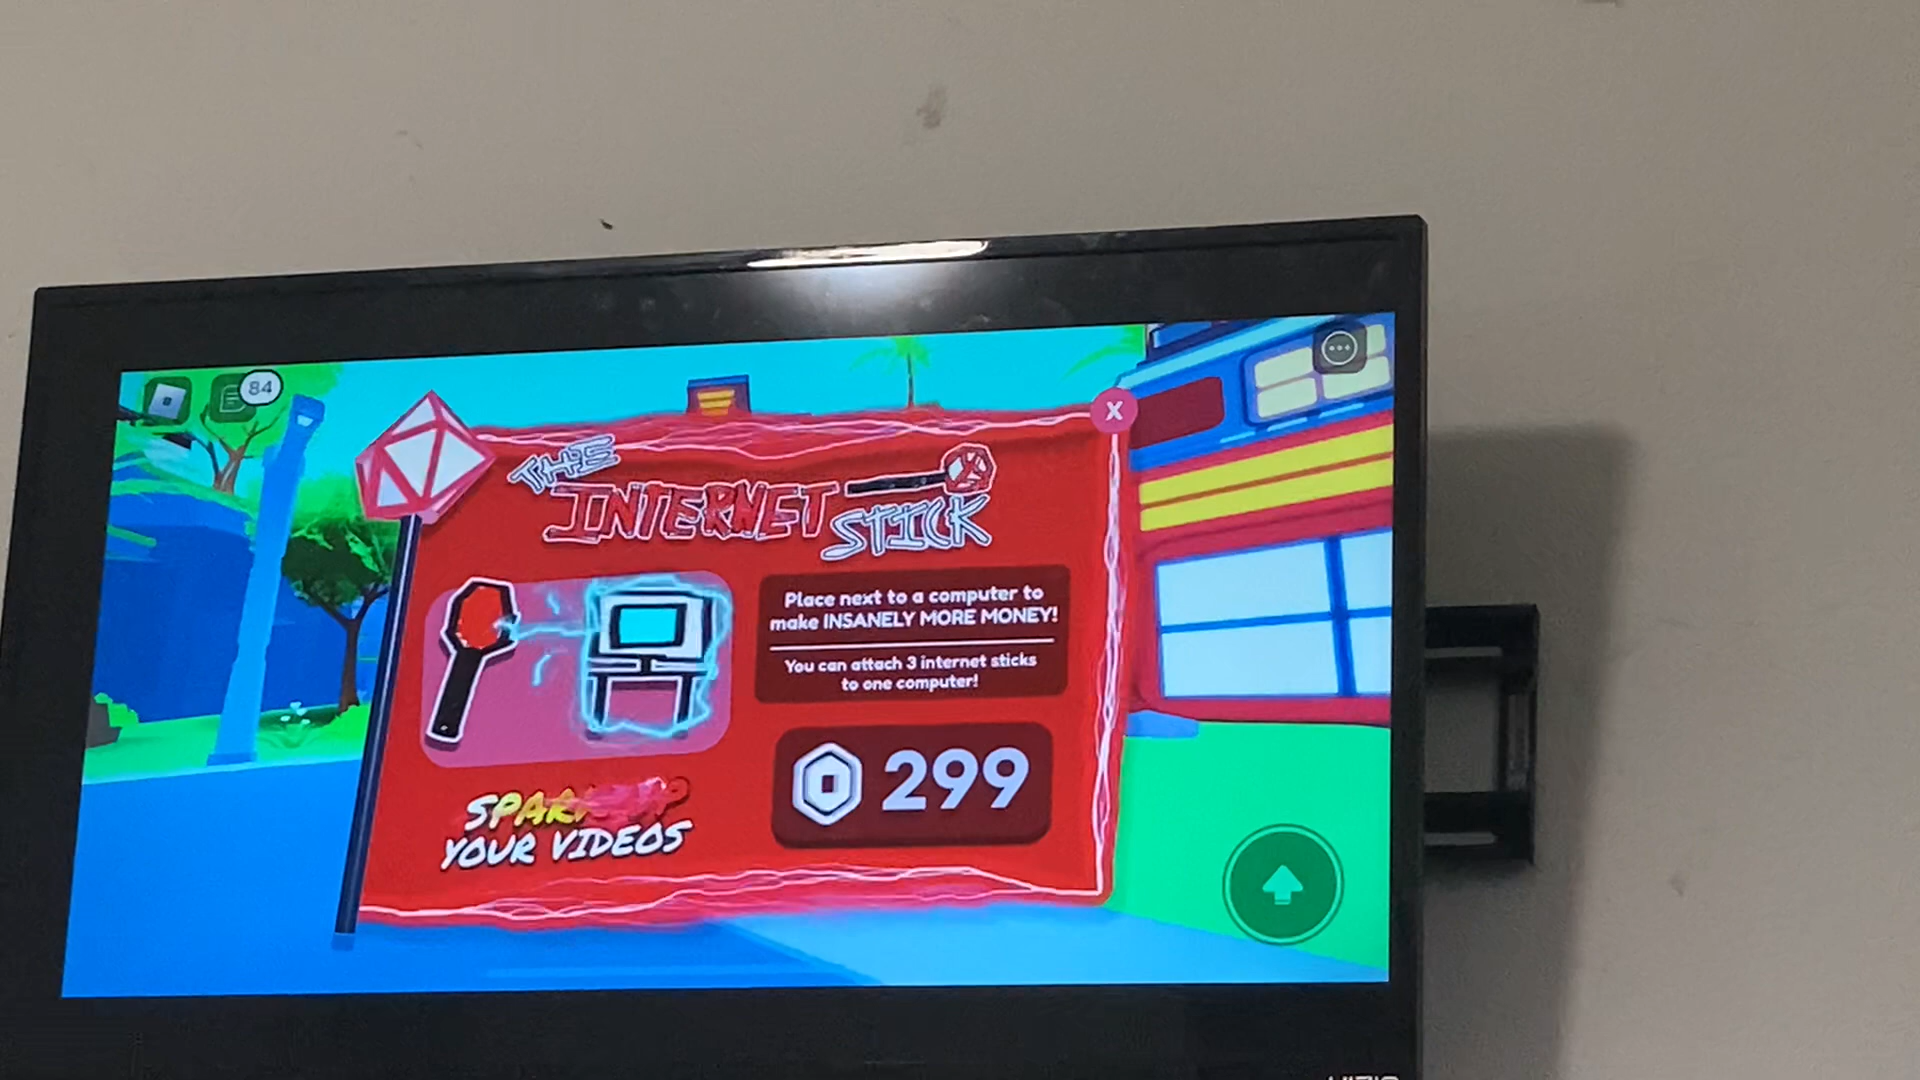 84
X
THE
INTERNET
STICK
Place next to a computer to
make INSANELY MORE MONEY!
You can attach 3 internet sticks
to one computer!
299
YOUR VIDEOS